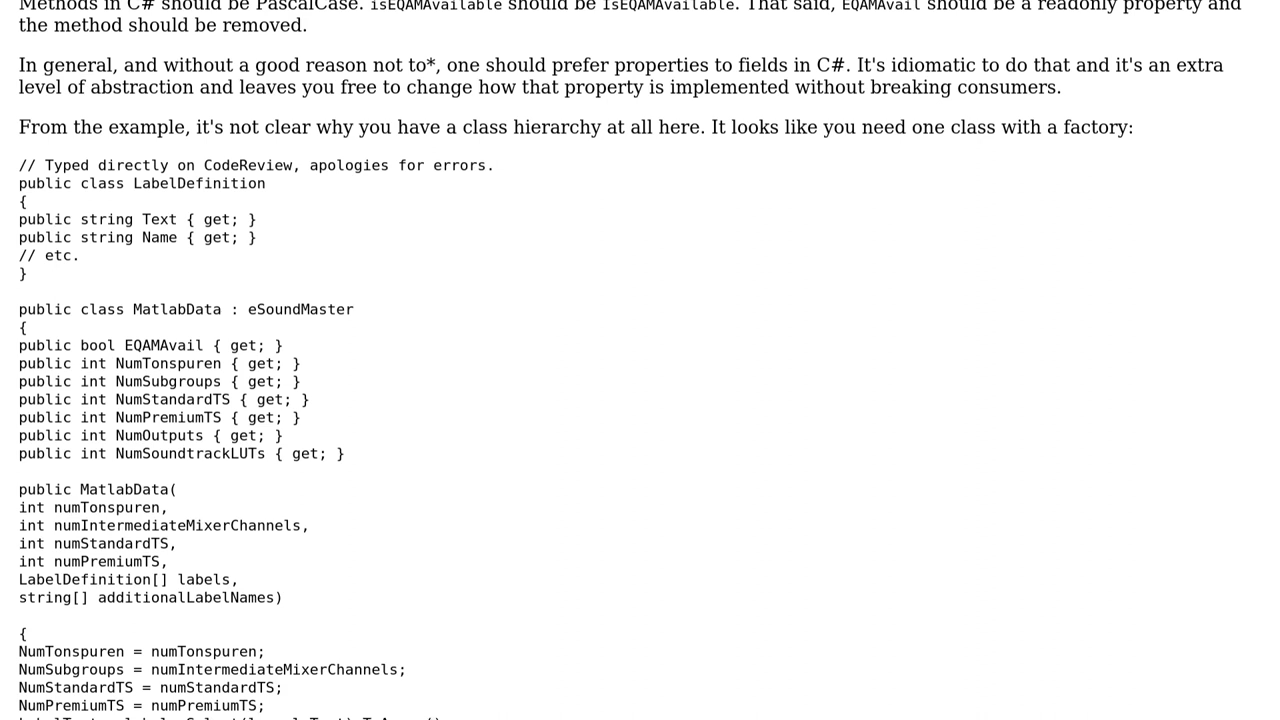 Methods in C# should be PascalCase. isEQAMAvailable should be IsEQAMAvailable. That said, EQAMAvail should be a readonly property and
the method should be removed.
In general, and without a good reason not to*, one should prefer properties to fields in C#. It's idiomatic to do that and it's an extra
level of abstraction and leaves you free to change how that property is implemented without breaking consumers.
From the example, it's not clear why you have a class hierarchy at all here. It looks like you need one class with a factory:
// Typed directly on CodeReview, apologies for errors.
public class LabelDefinition
{
public string Text { get; }
public string Name { get; }
// etc.
}
public class MatlabData : eSoundMaster
{
public bool EQAMAvail { get; }
public int NumTonspuren { get; }
public int NumSubgroups { get; }
public int NumStandardTS { get; }
public int NumPremiumTS { get; }
public int NumOutputs { get; }
public int NumSoundtrackLUTs { get; }
public MatlabData(
int numTonspuren,
int numIntermediateMixerChannels,
int numStandardTS,
int numPremiumTS,
LabelDefinition[] labels,
string[] additionalLabelNames)
{
NumTonspuren = numTonspuren;
NumSubgroups = numIntermediateMixerChannels;
NumStandardTS = numStandardTS;
NumPremiumTS = numPremiumTS;